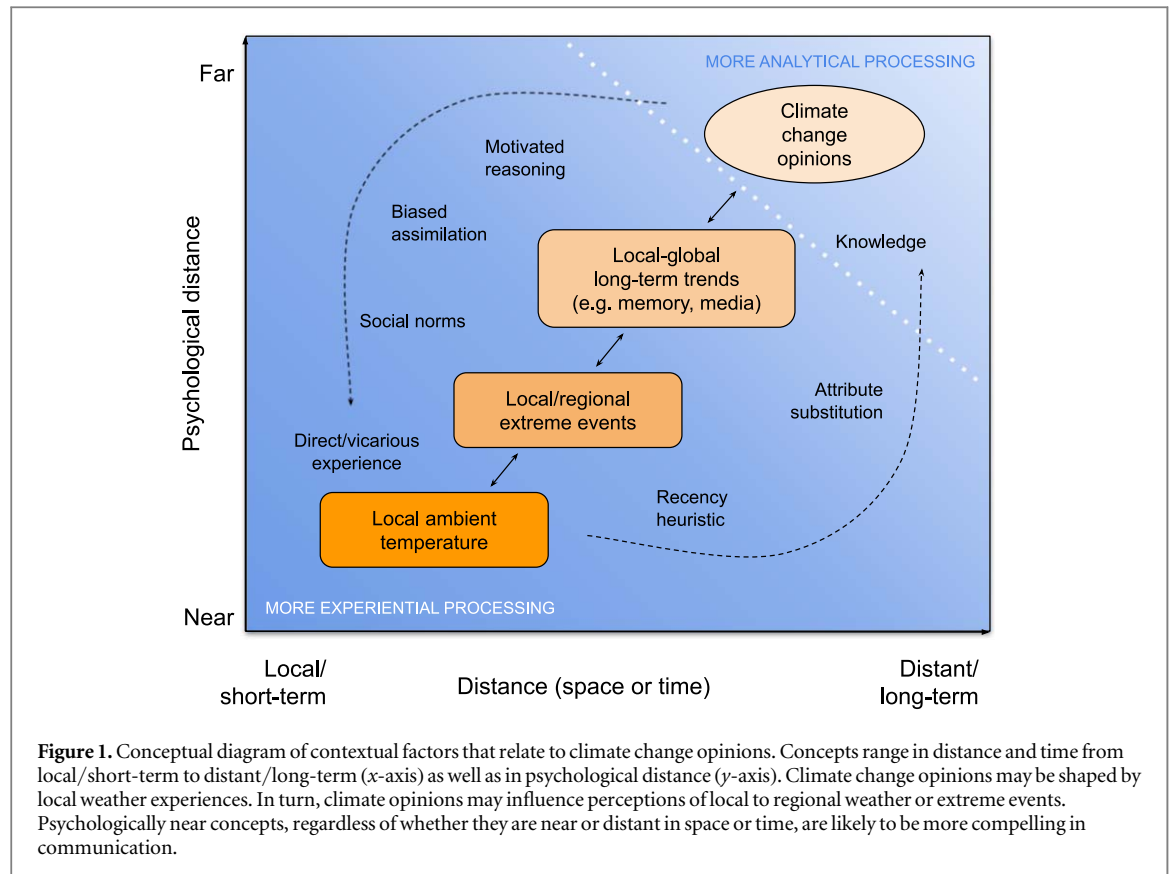 Far
MORE ANALYTICAL PROCESSING
Climate
change
opinions
Motivated
reasoning
Biased
assimilation
Knowledge
Local-global
long-term trends
(e.g. memory, media)
Psychological distance
Social norms
Attribute
substitution
Local/regional
extreme events
Direct/vicarious
experience
Recency
heuristic
Local ambient
temperature
MORE EXPERIENTIAL PROCESSING
Near
Local/
short-term
Distance (space or time)
Distant/
long-term
Figure 1. Conceptual diagram of contextual factors that relate to climate change opinions. Concepts range in distance and time from
local/short-term to distant/long-term (x-axis) as well as in psychological distance (y-axis). Climate change opinions may be shaped by
local weather experiences. In turn, climate opinions may influence perceptions of local to regional weather or extreme events.
Psychologically near concepts, regardless of whether they are near or distant in space or time, are likely to be more compelling in
communication.